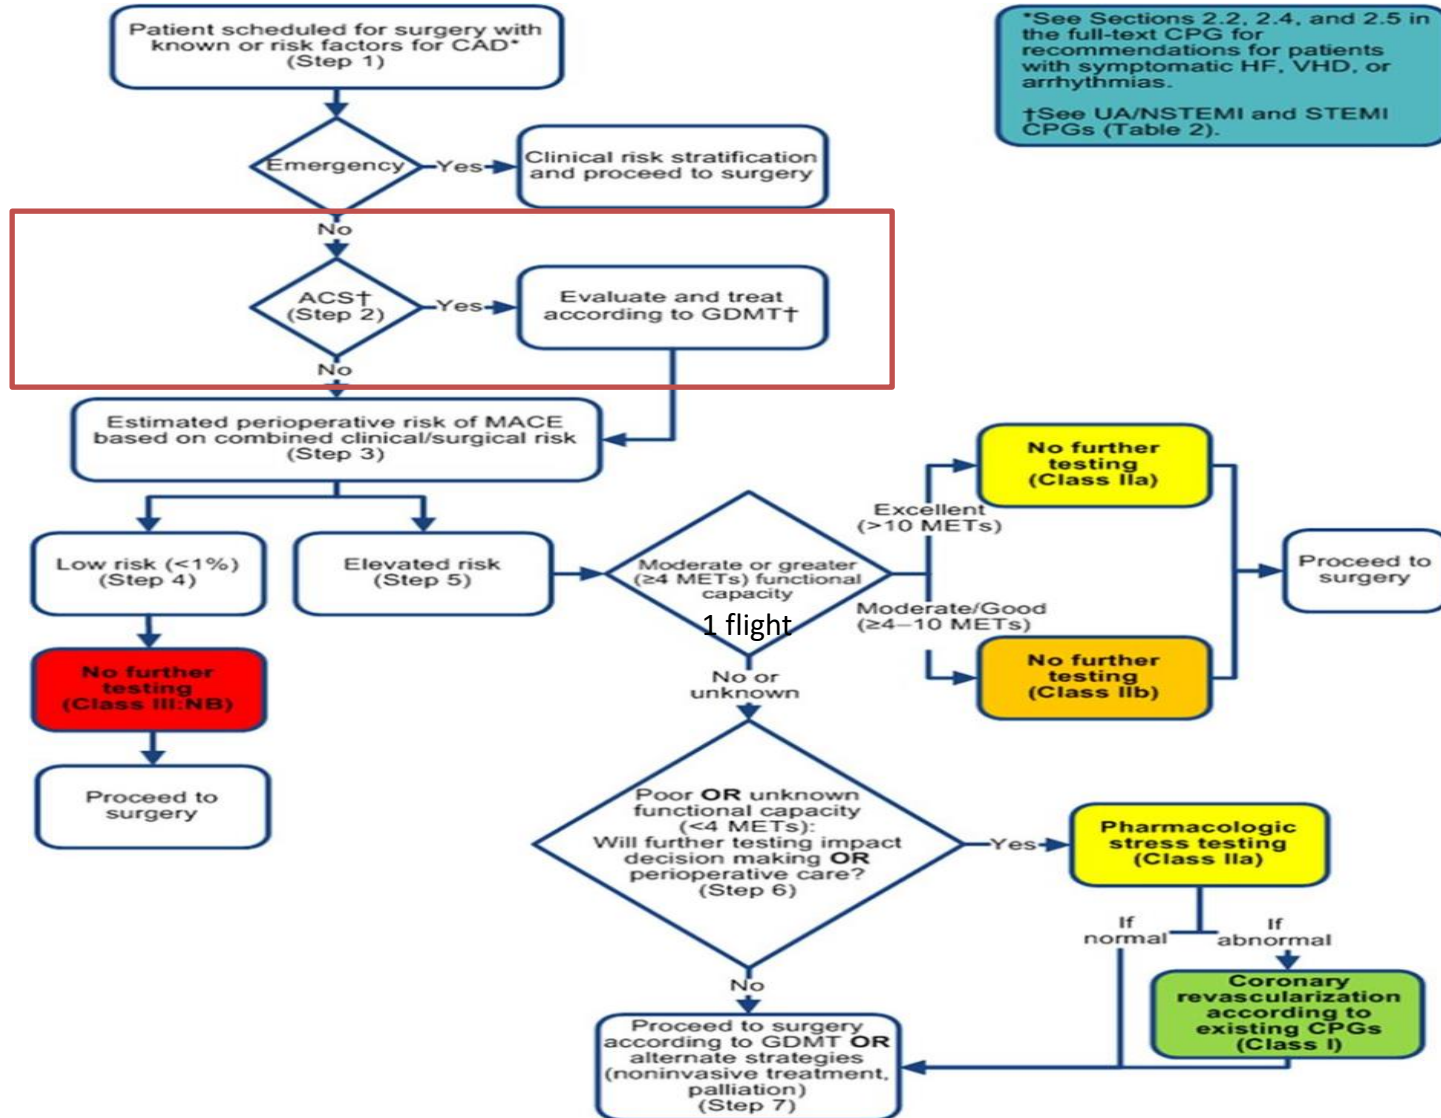 Patient scheduled for surgery with
known or risk factors for CAD*
(Step 1)
*See Sections 2.2, 2.4, and 2.5 in
the full-text CPG for
recommendations for patients
with symptomatic HF, VHD, or
arrhythmias.
†See UA/NSTEMI and STEMI
CPGs (Table 2).
Emergency
Yes
Clinical risk stratification
and proceed to surgery
No
ACS†
(Step 2)
Yes
Evaluate and treat
according to GDMT†
No
Estimated perioperative risk of MACE
based on combined clinical/surgical risk
(Step 3)
Low risk (<1%)
(Step 4)
No further
testing
(Class III:NB)
Proceed to
surgery
Elevated risk
(Step 5)
Moderate or greater
(≥4 METs) functional
capacity
1 flight
Excellent
(>10 METs)
No further
testing
(Class IIa)
Moderate/Good
(≥4–10 METs)
No further
testing
(Class IIb)
Proceed to
surgery
No or
unknown
Poor OR unknown
functional capacity
(<4 METs):
Will further testing impact
decision making OR
perioperative care?
(Step 6)
Yes
Pharmacologic
stress testing
(Class IIa)
If
normal
If
abnormal
Coronary
revascularization
according to
existing CPGs
(Class I)
No
Proceed to surgery
according to GDMT OR
alternate strategies
(noninvasive treatment,
palliation)
(Step 7)